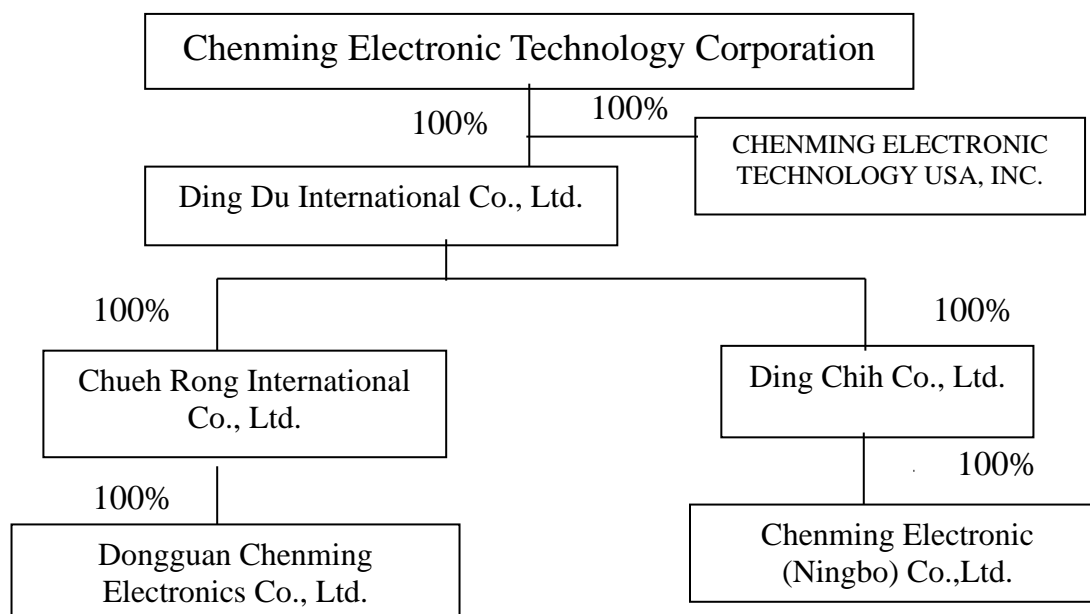 Chenming Electronic Technology Corporation
100%
100%
CHENMING ELECTRONIC
TECHNOLOGY USA, INC.
Ding Du International Co., Ltd.
100%
100%
Chueh Rong International
Co., Ltd.
Ding Chih Co., Ltd.
100%
100%
Dongguan Chenming
Electronics Co., Ltd.
Chenming Electronic
(Ningbo) Co.,Ltd.